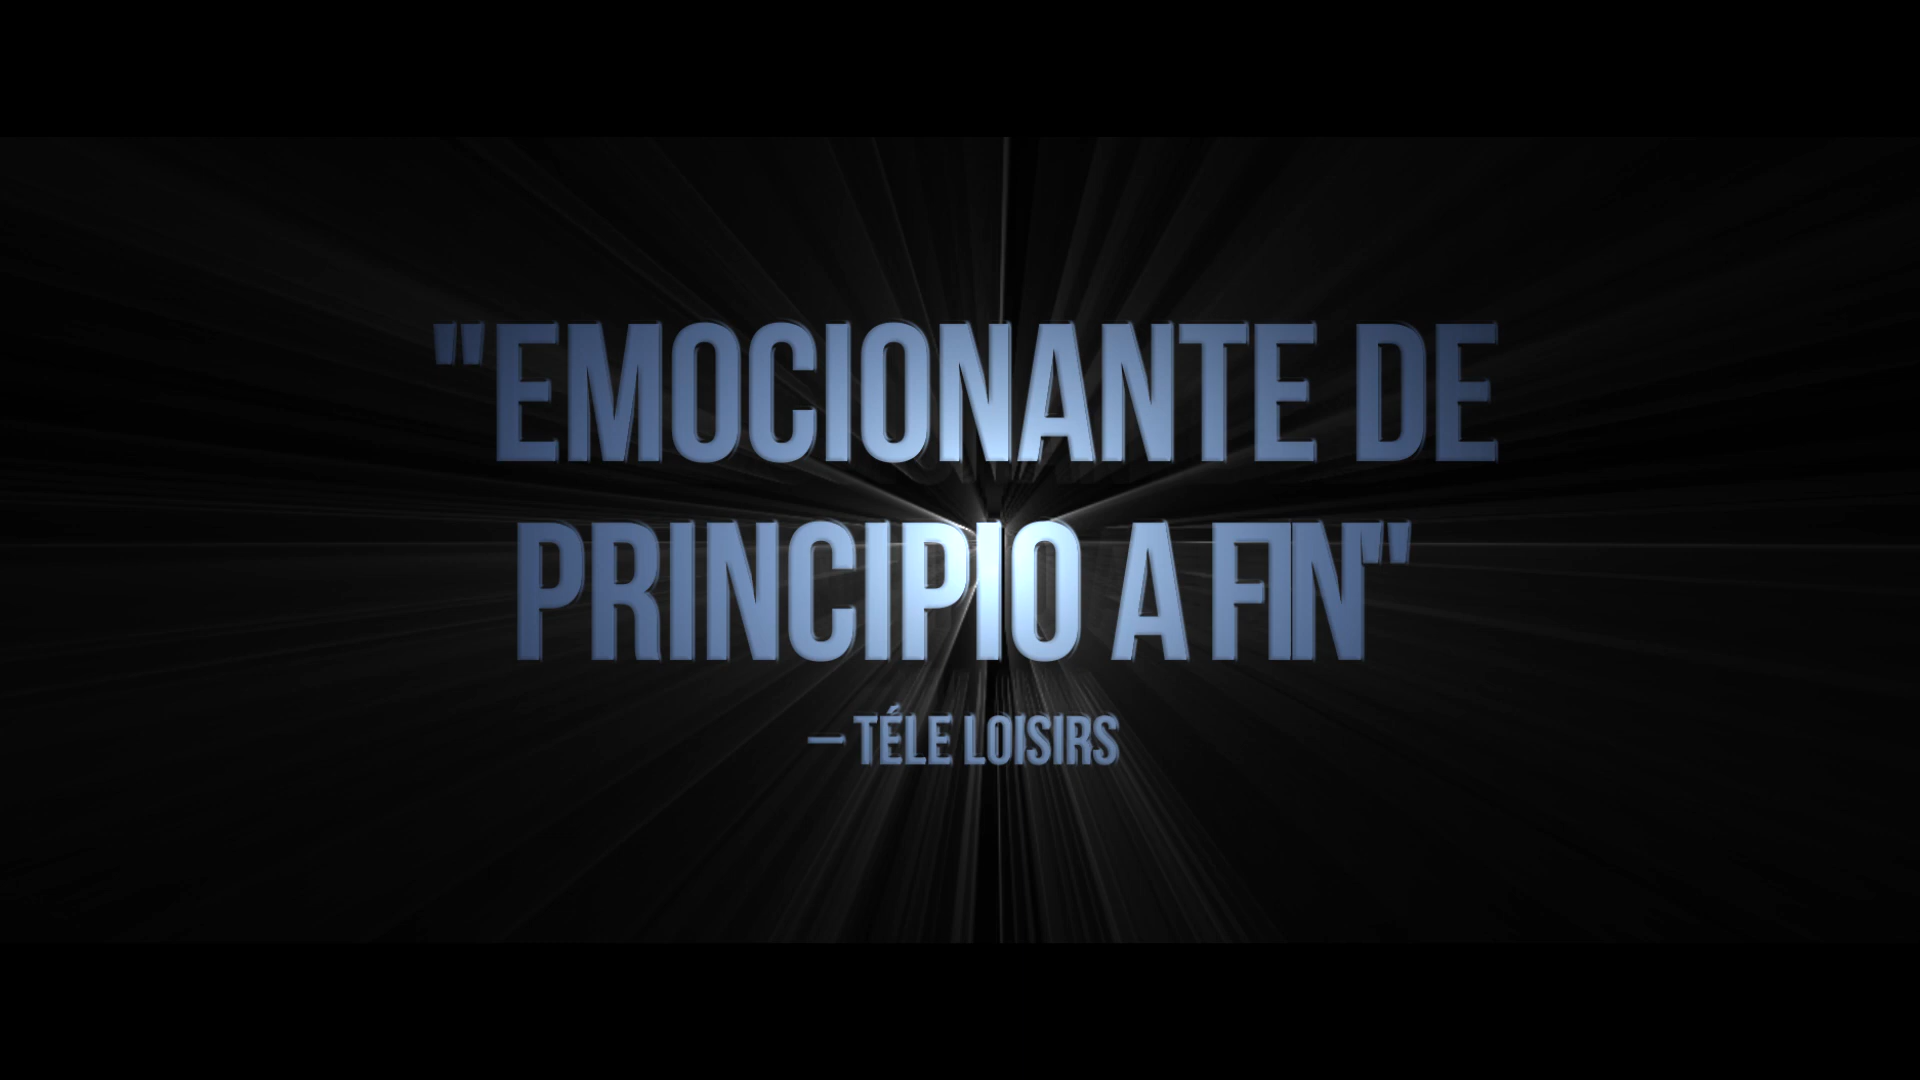 "EMOCIONANTE DE
PRINCIPIO A FIN"
– TÉLE LOISIRS